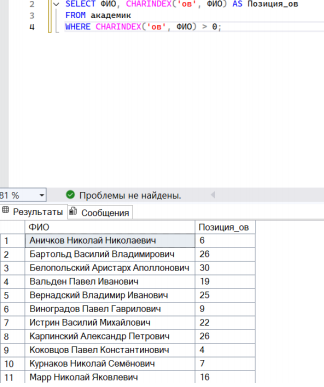 2 SELECT ФИО, CHARINDEX('ов', ФИО) AS Позиция_ов
3 FROM академик
4 WHERE CHARINDEX('ов', ФИО) > 0;
81 % Проблемы не найдены.
Результаты Сообщения
ФИО Позиция_ов
1 Аничков Николай Николаевич 6
2 Бартольд Василий Владимирович 26
3 Белопольский Аристарх Аполлонович 30
4 Вальден Павел Иванович 19
5 Вернадский Владимир Иванович 25
6 Виноградов Павел Гаврилович 9
7 Истрин Василий Михайлович 22
8 Карпинский Александр Петрович 26
9 Коковцов Павел Константинович 4
10 Курнаков Николай Семёнович 7
11 Марр Николай Яковлевич 16